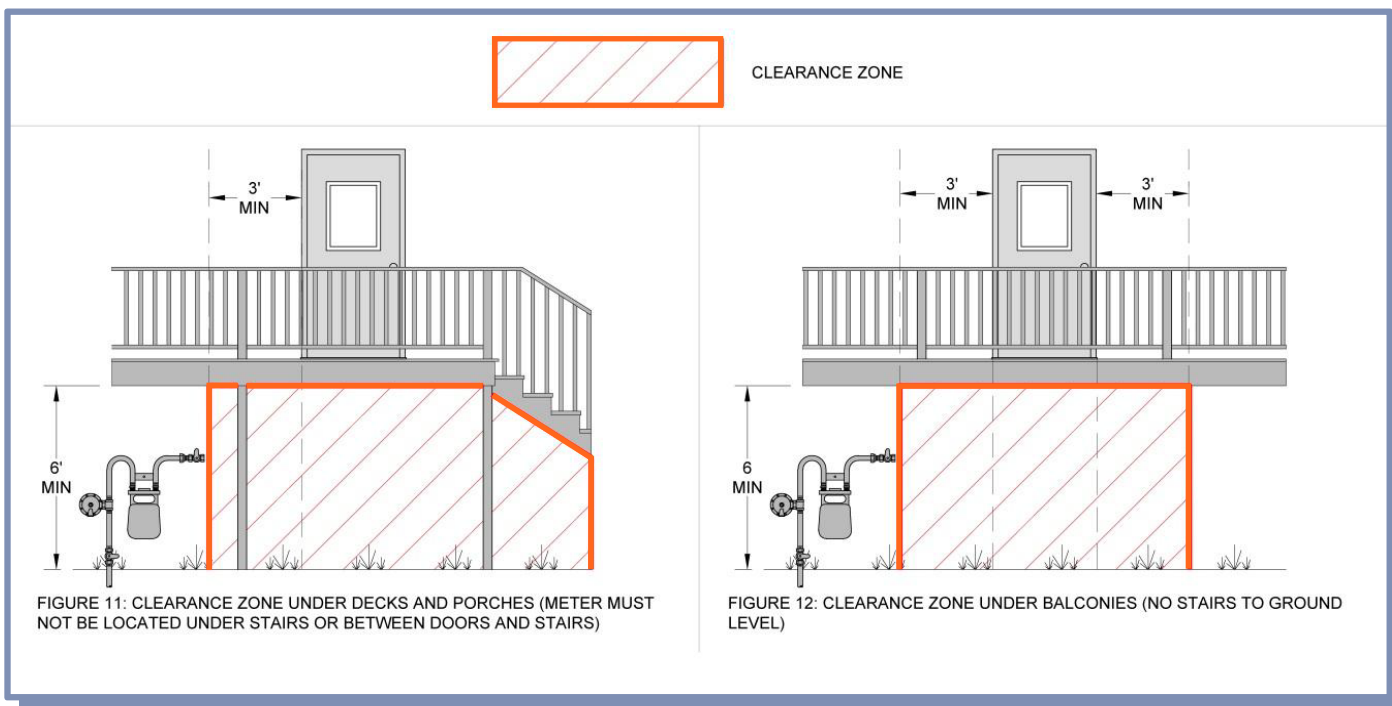 CLEARANCE ZONE
3'
MIN
6'
MIN
FIGURE 11: CLEARANCE ZONE UNDER DECKS AND PORCHES (METER MUST
NOT BE LOCATED UNDER STAIRS OR BETWEEN DOORS AND STAIRS)
3'
MIN
3'
MIN
6
MIN
FIGURE 12: CLEARANCE ZONE UNDER BALCONIES (NO STAIRS TO GROUND
LEVEL)